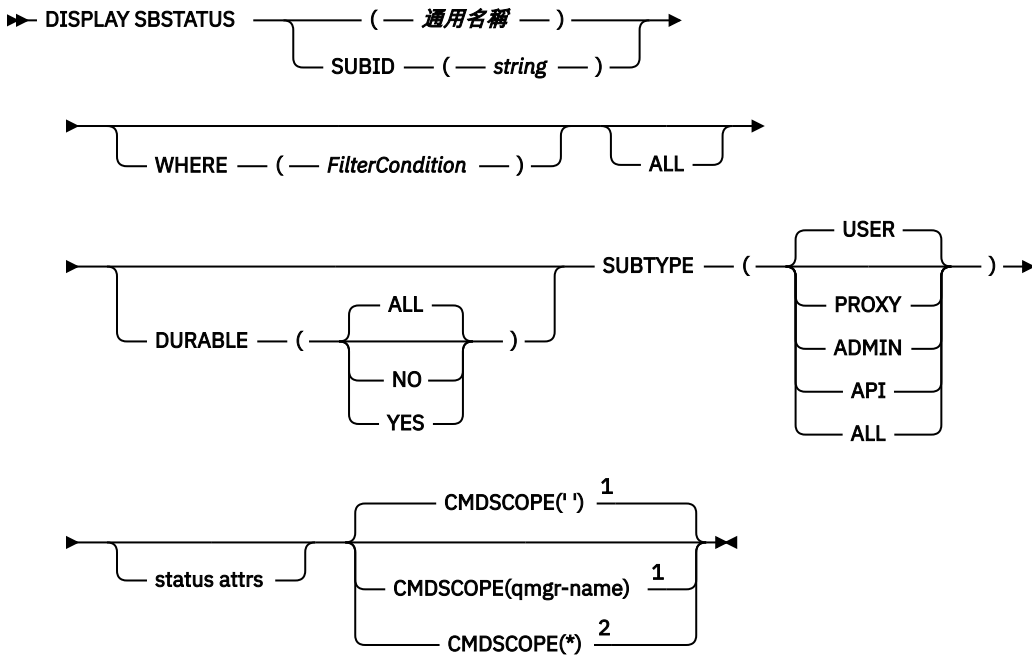 DISPLAY SBSTATUS ( 通用名稱 )
SUBID ( string )
WHERE ( FilterCondition ) ALL
USER
SUBTYPE ( )
ALL PROXY
DURABLE ( ) ADMIN
NO API
YES ALL
CMDSCOPE(' ') 1
status attrs CMDSCOPE(qmgr-name) 1
CMDSCOPE(*) 2